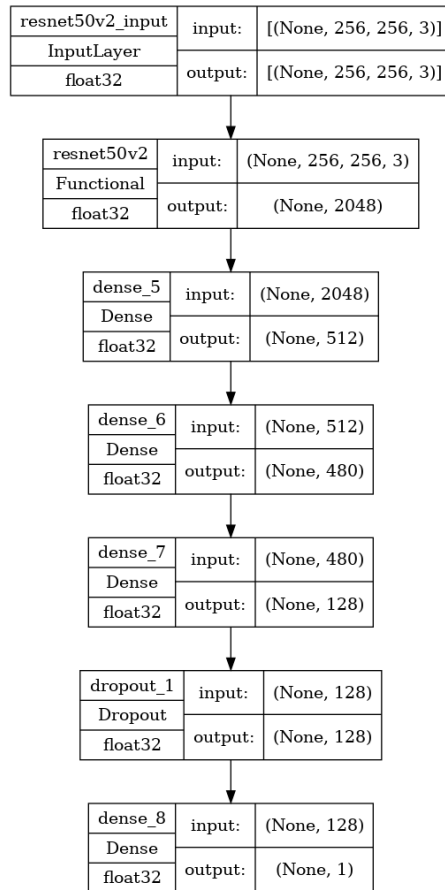 resnet50v2_input input: [(None, 256, 256, 3)]
InputLayer
float32 output: [(None, 256, 256, 3)]
resnet50v2 input: (None, 256, 256, 3)
Functional
float32 output: (None, 2048)
dense_5 input: (None, 2048)
Dense
float32 output: (None, 512)
dense_6 input: (None, 512)
Dense
float32 output: (None, 480)
dense_7 input: (None, 480)
Dense
float32 output: (None, 128)
dropout_1 input: (None, 128)
Dropout
float32 output: (None, 128)
dense_8 input: (None, 128)
Dense
float32 output: (None, 1)